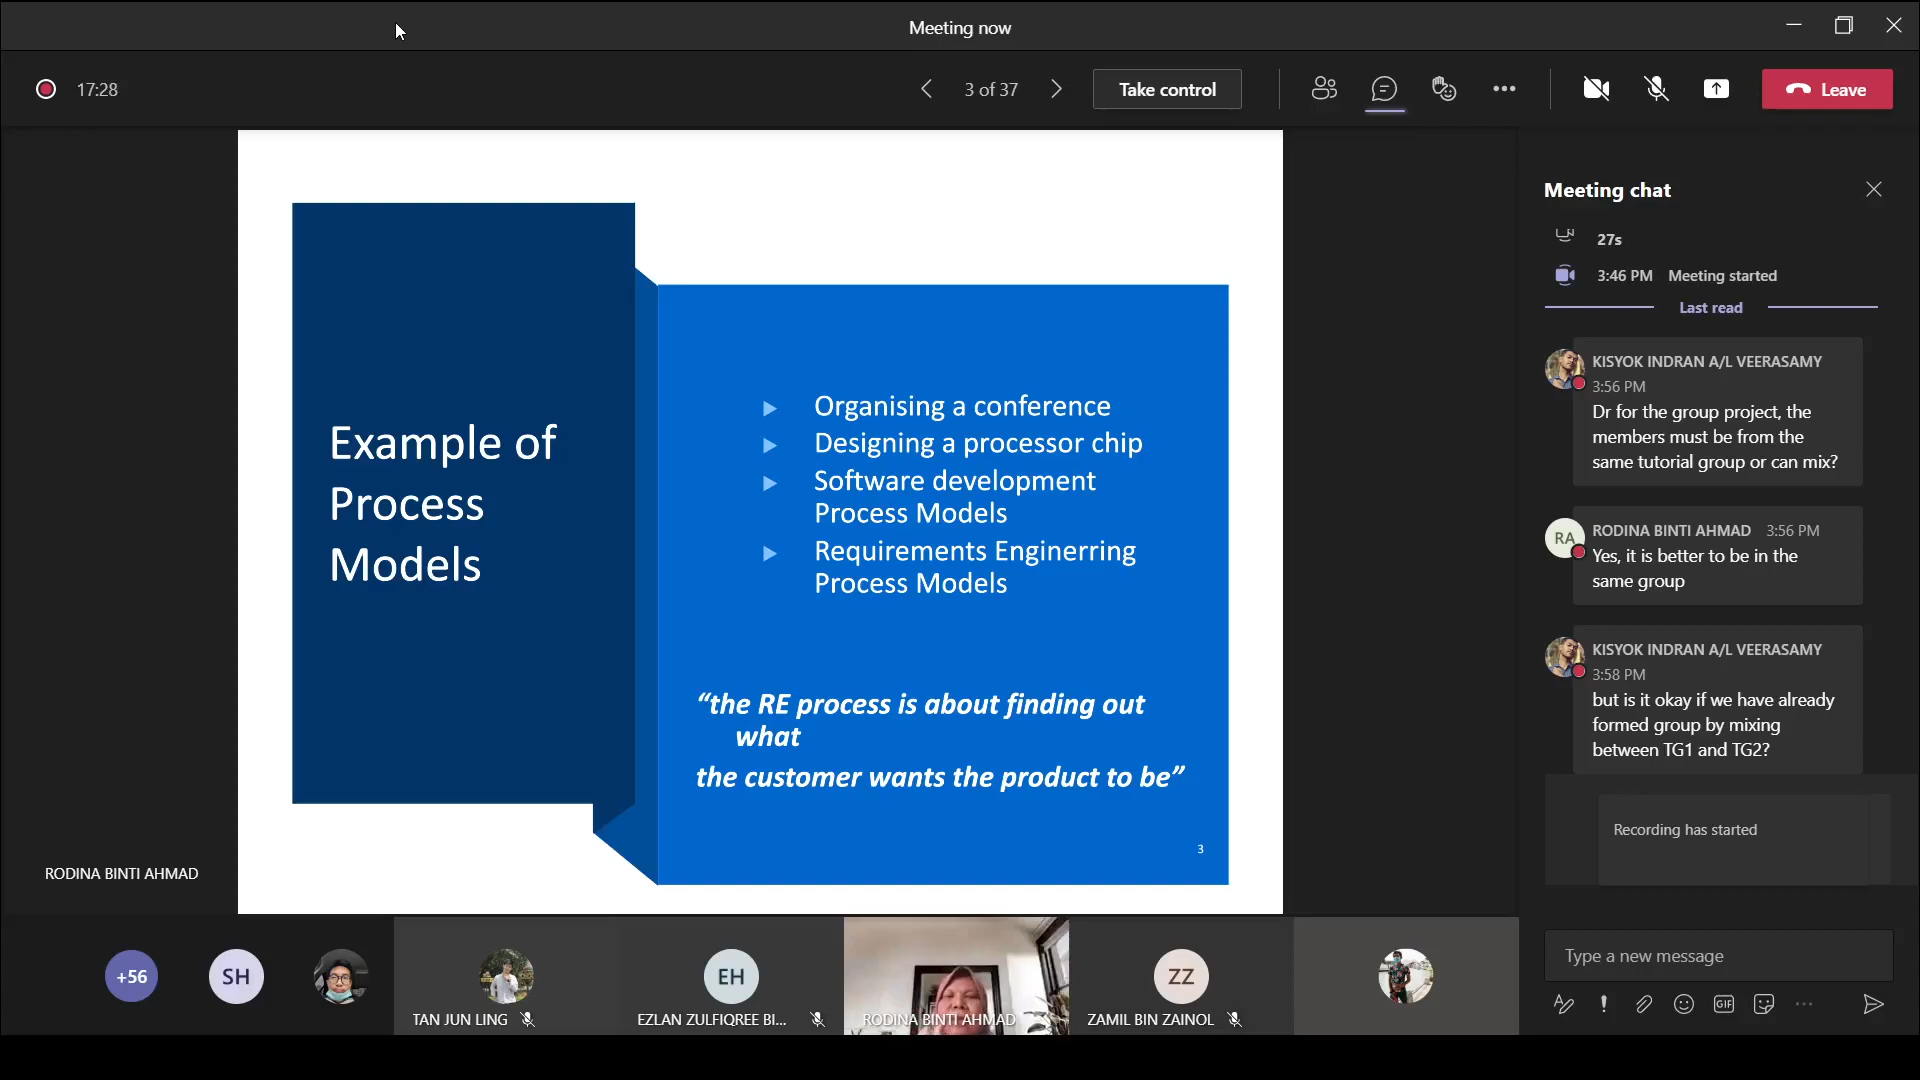 Meeting now
17:28
3 of 37
Take control
Leave
Example of
Process
Models
Organising a conference
Designing a processor chip
Software development
Process Models
Requirements Enginerring
Process Models
“the RE process is about finding out
what
the customer wants the product to be”
3
RODINA BINTI AHMAD
Meeting chat
27s
3:46 PM Meeting started
Last read
KISYOK INDRAN A/L VEERASAMY
3:56 PM
Dr for the group project, the
members must be from the
same tutorial group or can mix?
RA
RODINA BINTI AHMAD 3:56 PM
Yes, it is better to be in the
same group
KISYOK INDRAN A/L VEERASAMY
3:58 PM
but is it okay if we have already
formed group by mixing
between TG1 and TG2?
Recording has started
Type a new message
GIF
+56
SH
TAN JUN LING
EH
EZLAN ZULFIQREE BI...
RODINA BINTI AHMAD
ZZ
ZAMIL BIN ZAINOL